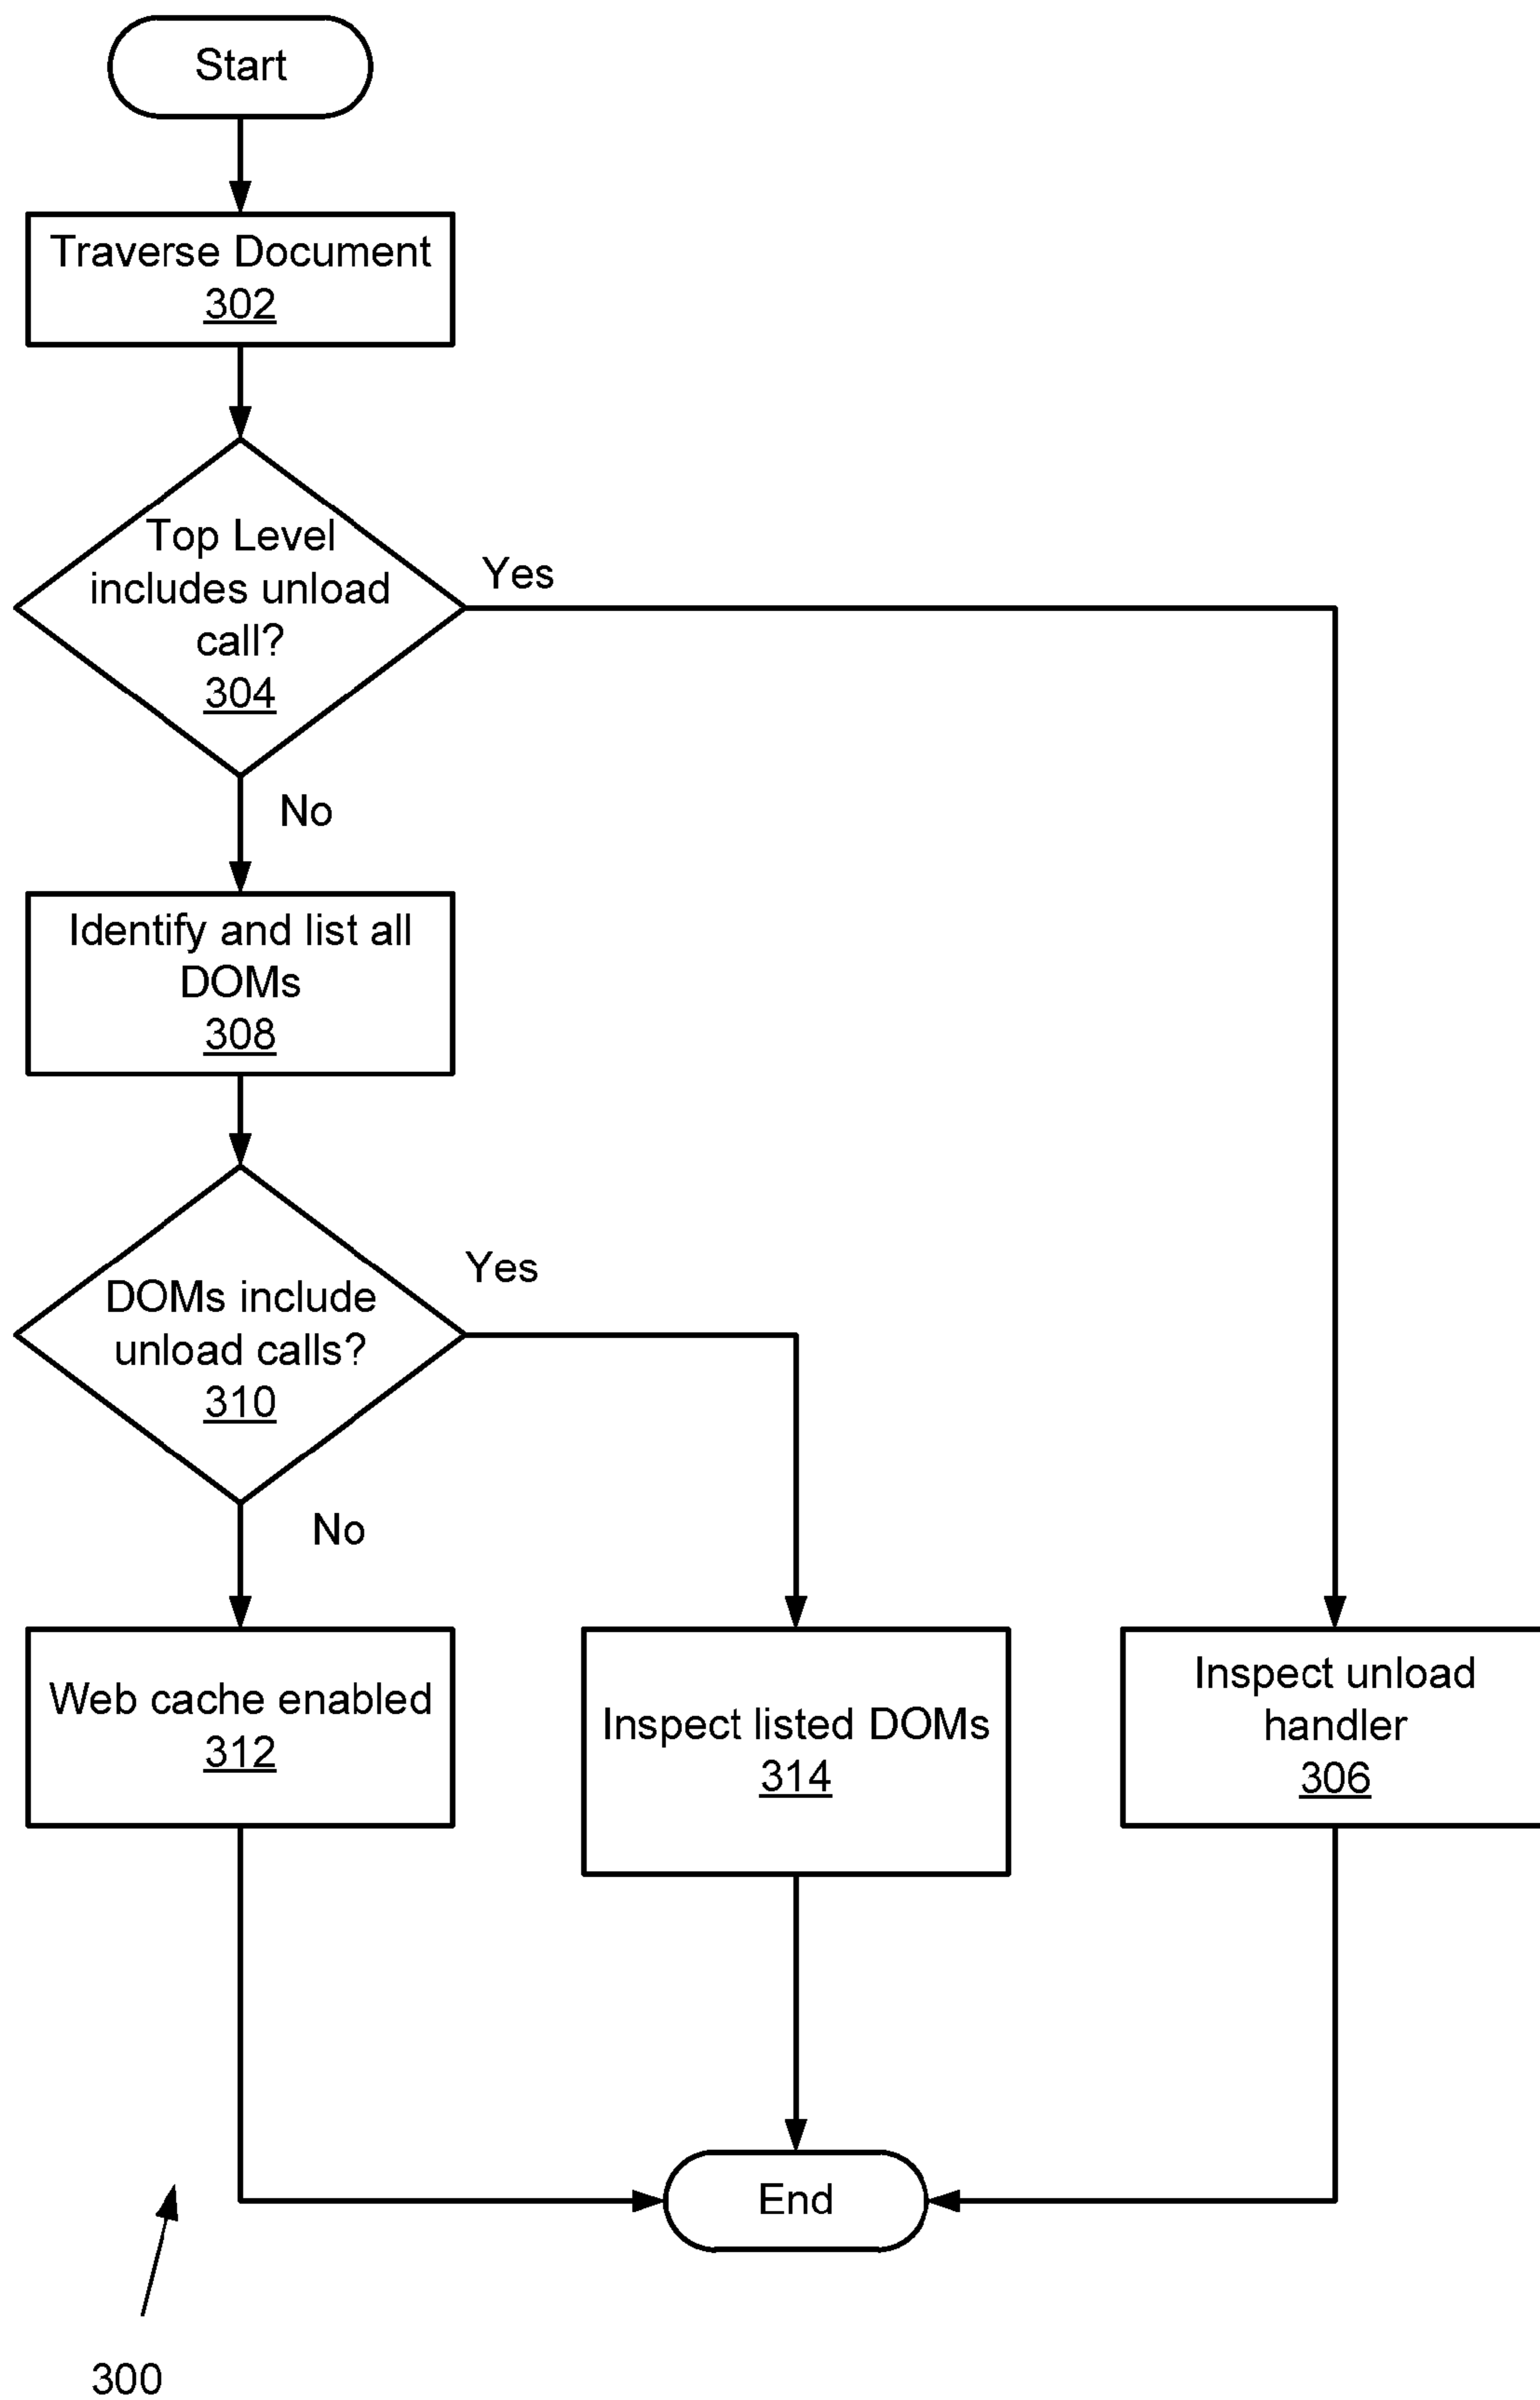 Start
Traverse Document
302
Top Level
includes unload
call?
304
Yes
No
Identify and list all
DOMs
308
DOMs include
unload calls?
310
Yes
No
Web cache enabled
312
Inspect listed DOMs
314
Inspect unload
handler
306
End
300